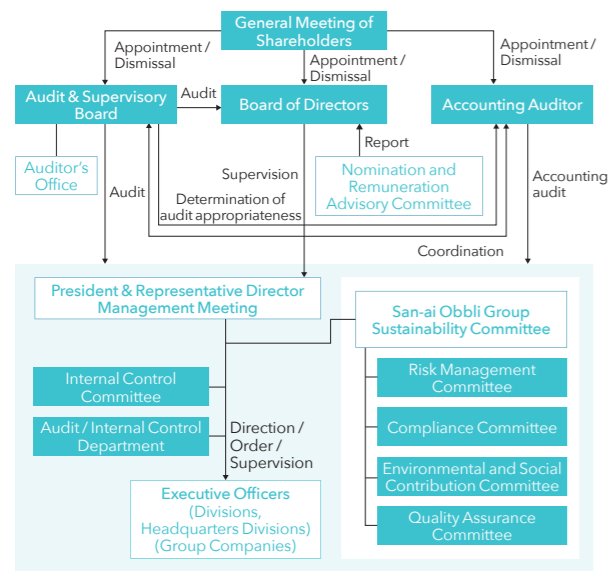 General Meeting of
Shareholders
Appointment /
Dismissal
Appointment /
Dismissal
Appointment /
Dismissal
Audit & Supervisory
Board
Audit
Board of Directors
Accounting Auditor
Auditor's
Office
Audit
Determination of
audit appropriateness
Supervision
Report
Nomination and
Remuneration
Advisory Committee
Accounting
audit
Coordination
President & Representative Director
Management Meeting
San-ai Obbli Group
Sustainability Committee
Internal Control
Committee
Audit / Internal Control
Department
Direction /
Order /
Supervision
Executive Officers
(Divisions,
Headquarters Divisions)
(Group Companies)
Risk Management
Committee
Compliance Committee
Environmental and Social
Contribution Committee
Quality Assurance
Committee